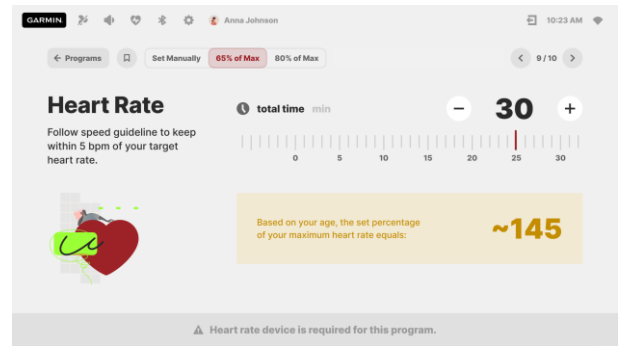 GARMIN Anna Johnson 10:23 AM
Programs Set Manually 65% of Max 80% of Max 9/10
Heart Rate
Follow speed guideline to keep
within 5 bpm of your target
heart rate.
total time min 30
0 5 10 15 20 25 30
Based on your age, the set percentage
of your maximum heart rate equals:
~145
Heart rate device is required for this program.